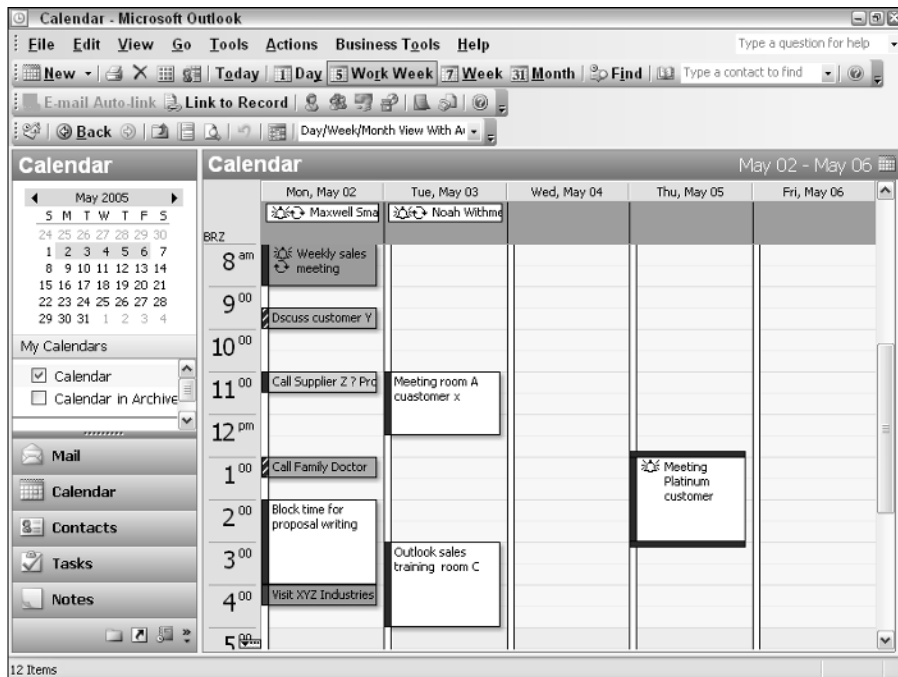 Calendar - Microsoft Outlook
File Edit View Go Tools Actions Business Tools Help Type a question for help
New Today 1 Day 5 Work Week 7 Week 31 Month Find Type a contact to find
E-mail Auto-link Link to Record
Back Day/Week/Month View With Au
Calendar
May 2005
S M T W T F S
24 25 26 27 28 29 30
1 2 3 4 5 6 7
8 9 10 11 12 13 14
15 16 17 18 19 20 21
22 23 24 25 26 27 28
29 30 31 1 2 3 4
My Calendars
Calendar
Calendar in Archive
Mail
Calendar
Contacts
Tasks
Notes
Calendar May 02 - May 06
Mon, May 02 Tue, May 03 Wed, May 04 Thu, May 05 Fri, May 06
Maxwell Sma Noah Withme
BRZ
8 am Weekly sales
meeting
9 00
Dscuss customer Y
10 00
11 00 Call Supplier Z ? Pro Meeting room A
cuastomer x
12 pm
1 00 Call Family Doctor Meeting
Platinum
customer
2 00 Block time for
proposal writing
3 00 Outlook sales
training room C
4 00 Visit XYZ Industries
5 00
12 Items